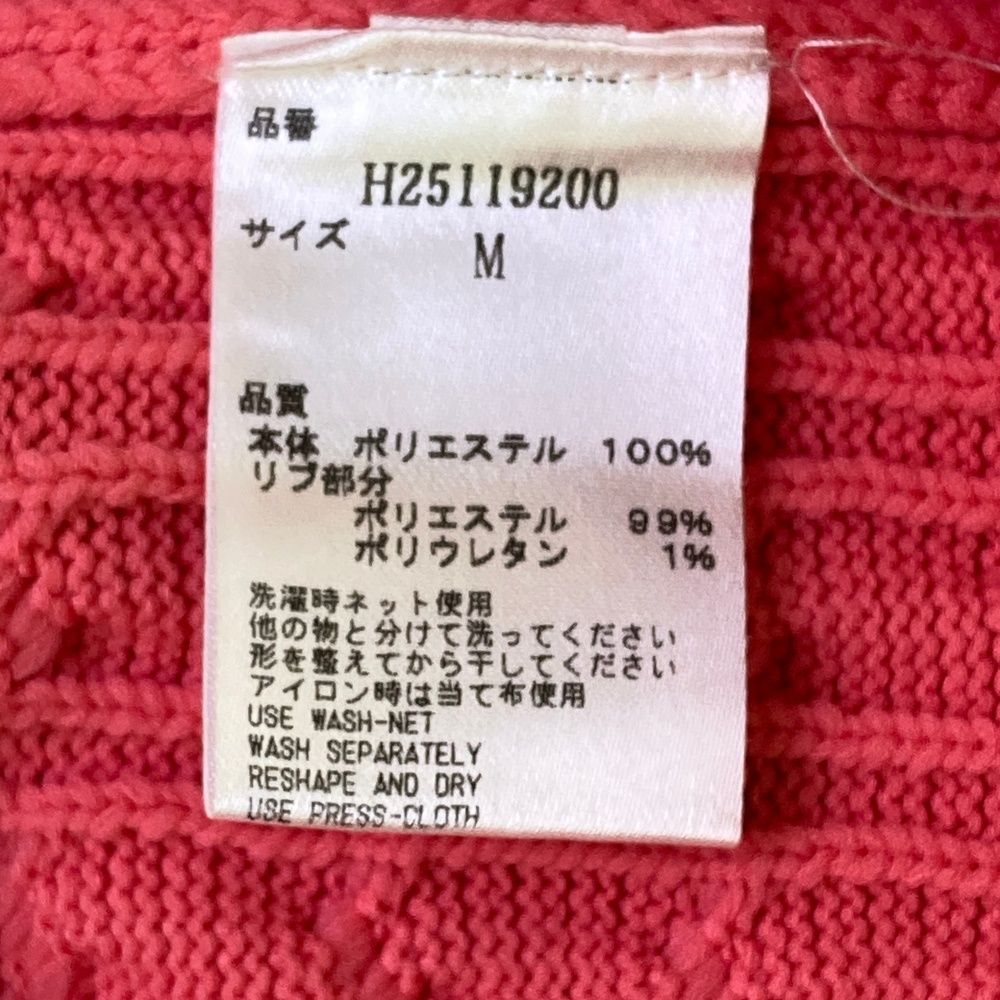 品番
H25119200
サイズ
M
品質
本体 ポリエステル 100%
リブ部分
ポリエステル 99%
ポリウレタン 1%
洗濯時ネット使用
他の物と分けて洗ってください
形を整えてから干してください
アイロン時は当て布使用
USE WASH-NET
WASH SEPARATELY
RESHAPE AND DRY
USE PRESS-CLOTH